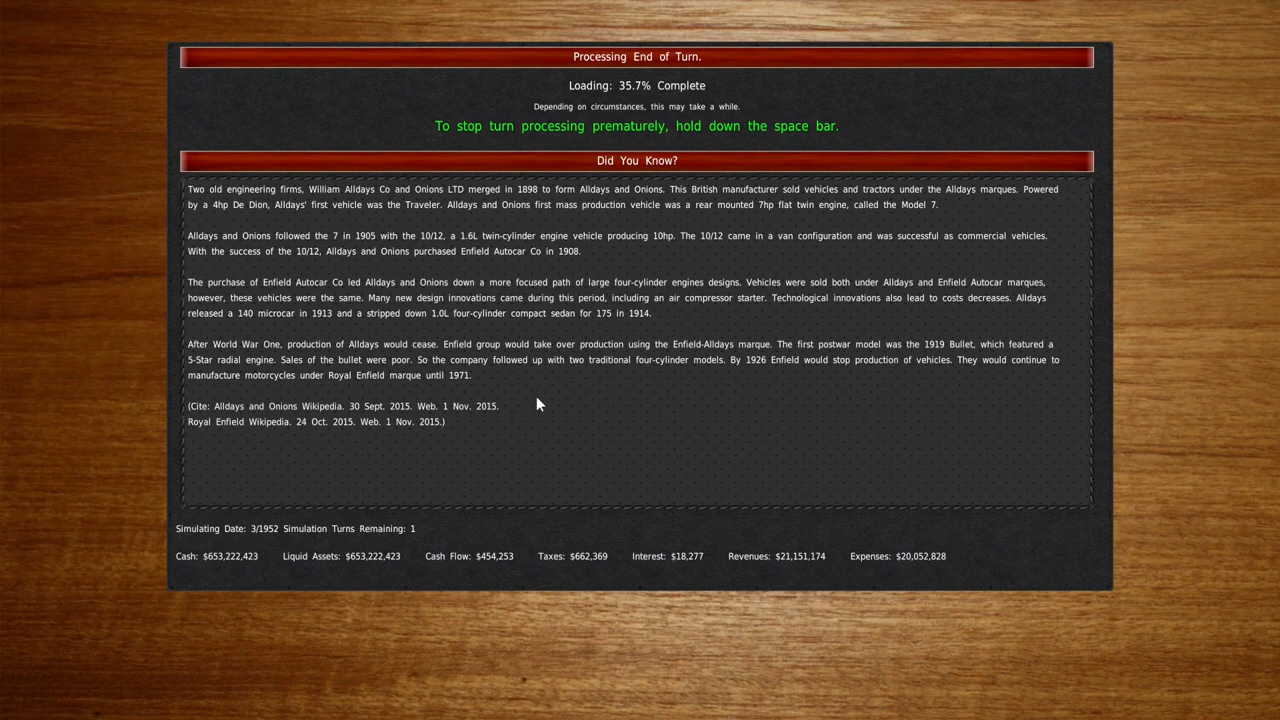 Processing End of Turn.
Loading: 35.7% Complete
Depending on circumstances, this may take a while.
To stop turn processing prematurely, hold down the space bar.
Did You Know?
Two old engineering firms, William Alldays Co and Onions LTD merged in 1898 to form Alldays and Onions. This British manufacturer sold vehicles and tractors under the Alldays marques. Powered
by a 4hp De Dion, Alldays' first vehicle was the Traveler. Alldays and Onions first mass production vehicle was a rear mounted 7hp flat twin engine, called the Model 7.
Alldays and Onions followed the 7 in 1905 with the 10/12, a 1.6L twin-cylinder engine vehicle producing 10hp. The 10/12 came in a van configuration and was successful as commercial vehicles.
With the success of the 10/12, Alldays and Onions purchased Enfield Autocar Co in 1908.
The purchase of Enfield Autocar Co led Alldays and Onions down a more focused path of large four-cylinder engines designs. Vehicles were sold both under Alldays and Enfield Autocar marques,
however, these vehicles were the same. Many new design innovations came during this period, including an air compressor starter. Technological innovations also lead to costs decreases. Alldays
released a 140 microcar in 1913 and a stripped down 1.0L four-cylinder compact sedan for 175 in 1914.
After World War One, production of Alldays would cease. Enfield group would take over production using the Enfield-Alldays marque. The first postwar model was the 1919 Bullet, which featured a
5-Star radial engine. Sales of the bullet were poor. So the company followed up with two traditional four-cylinder models. By 1926 Enfield would stop production of vehicles. They would continue to
manufacture motorcycles under Royal Enfield marque until 1971.
(Cite: Alldays and Onions Wikipedia. 30 Sept. 2015. Web. 1 Nov. 2015.
Royal Enfield Wikipedia. 24 Oct. 2015. Web. 1 Nov. 2015.)
Simulating Date: 3/1952 Simulation Turns Remaining: 1
Cash: $653,222,423 Liquid Assets: $653,222,423 Cash Flow: $454,253 Taxes: $662,369 Interest: $18,277 Revenues: $21,151,174 Expenses: $20,052,828